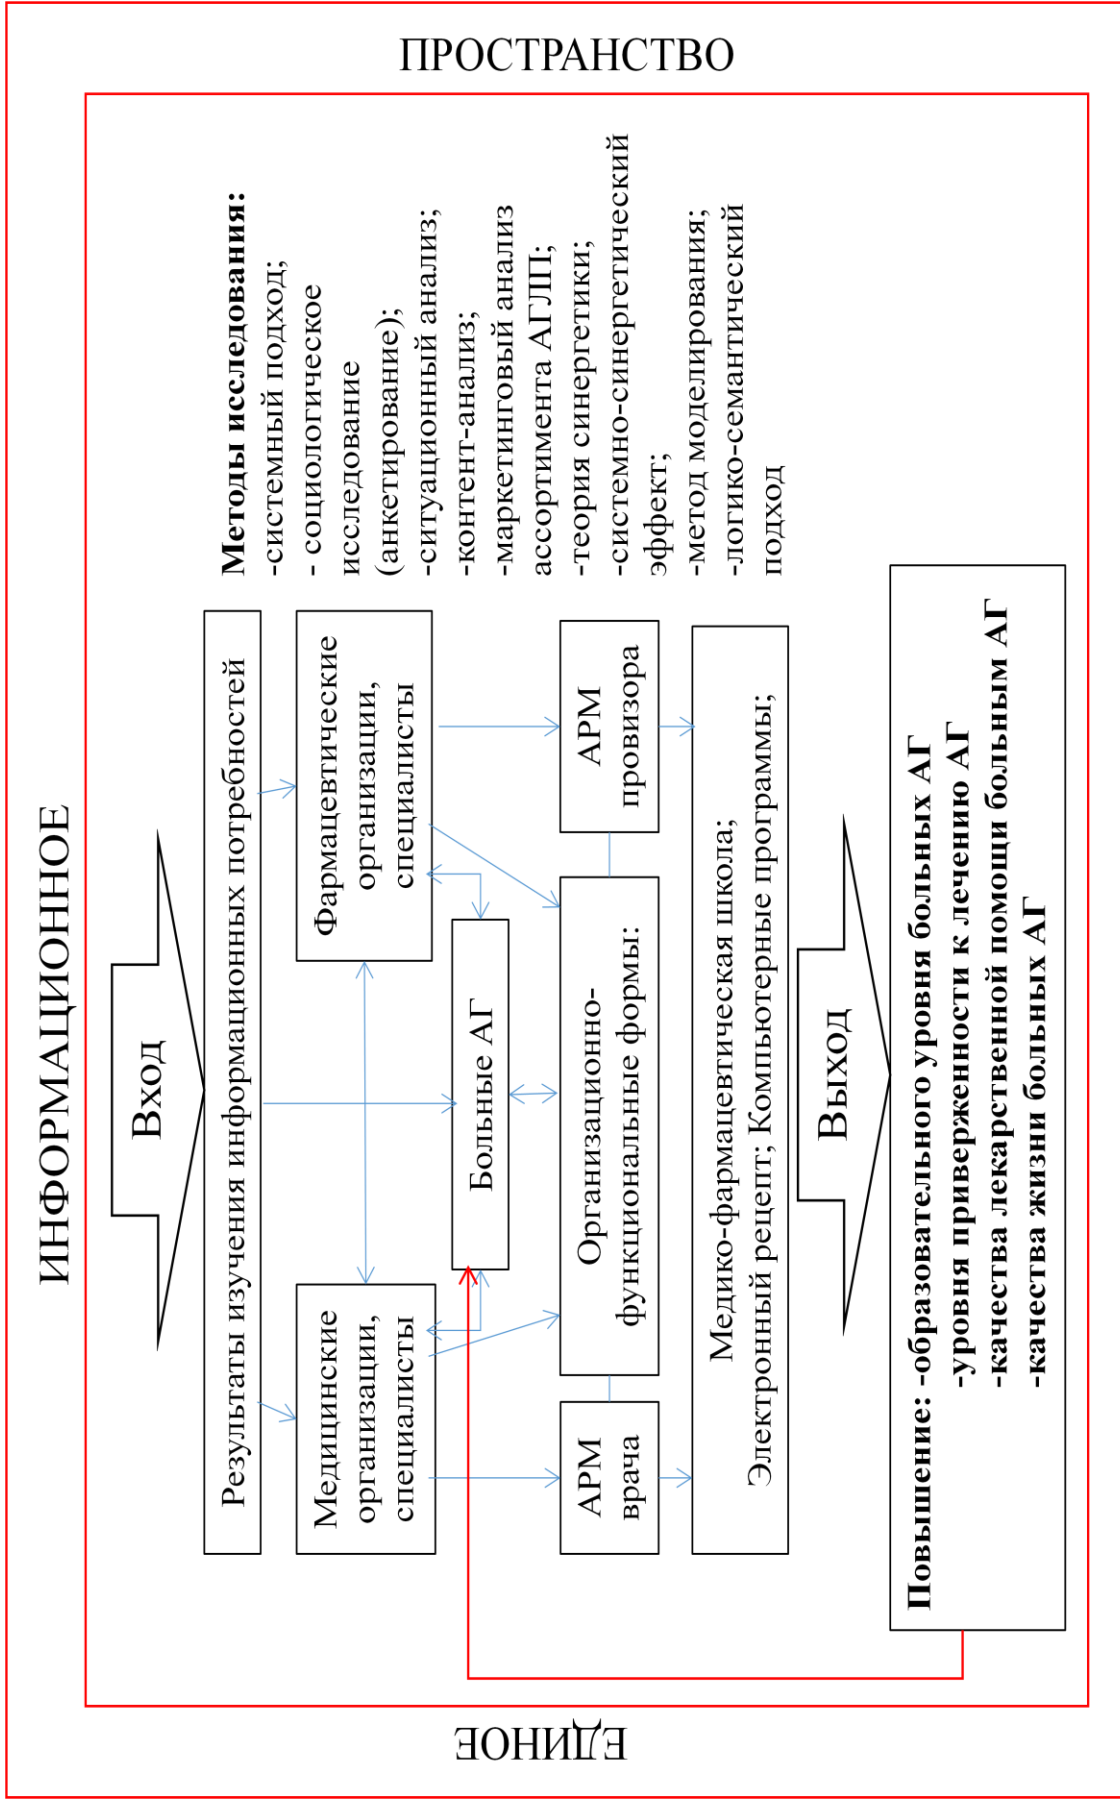 ЕДИНОЕ
ИНФОРМАЦИОННОЕ
ПРОСТРАНСТВО
Вход
Результаты изучения информационных потребностей
Медицинские
организации,
специалисты
Фармацевтические
организации,
специалисты
Больные АГ
АРМ
врача
Организационно-
функциональные формы:
АРМ
провизора
Медико-фармацевтическая школа;
Электронный рецепт; Компьютерные программы;
Выход
Повышение: -образовательного уровня больных АГ
-уровня приверженности к лечению АГ
-качества лекарственной помощи больным АГ
-качества жизни больных АГ
Методы исследования:
-системный подход;
- социологическое
исследование
(анкетирование);
-ситуационный анализ;
-контент-анализ;
-маркетинговый анализ
ассортимента АГЛП;
-теория синергетики;
-системно-синергетический
эффект;
-метод моделирования;
-логико-семантический
подход